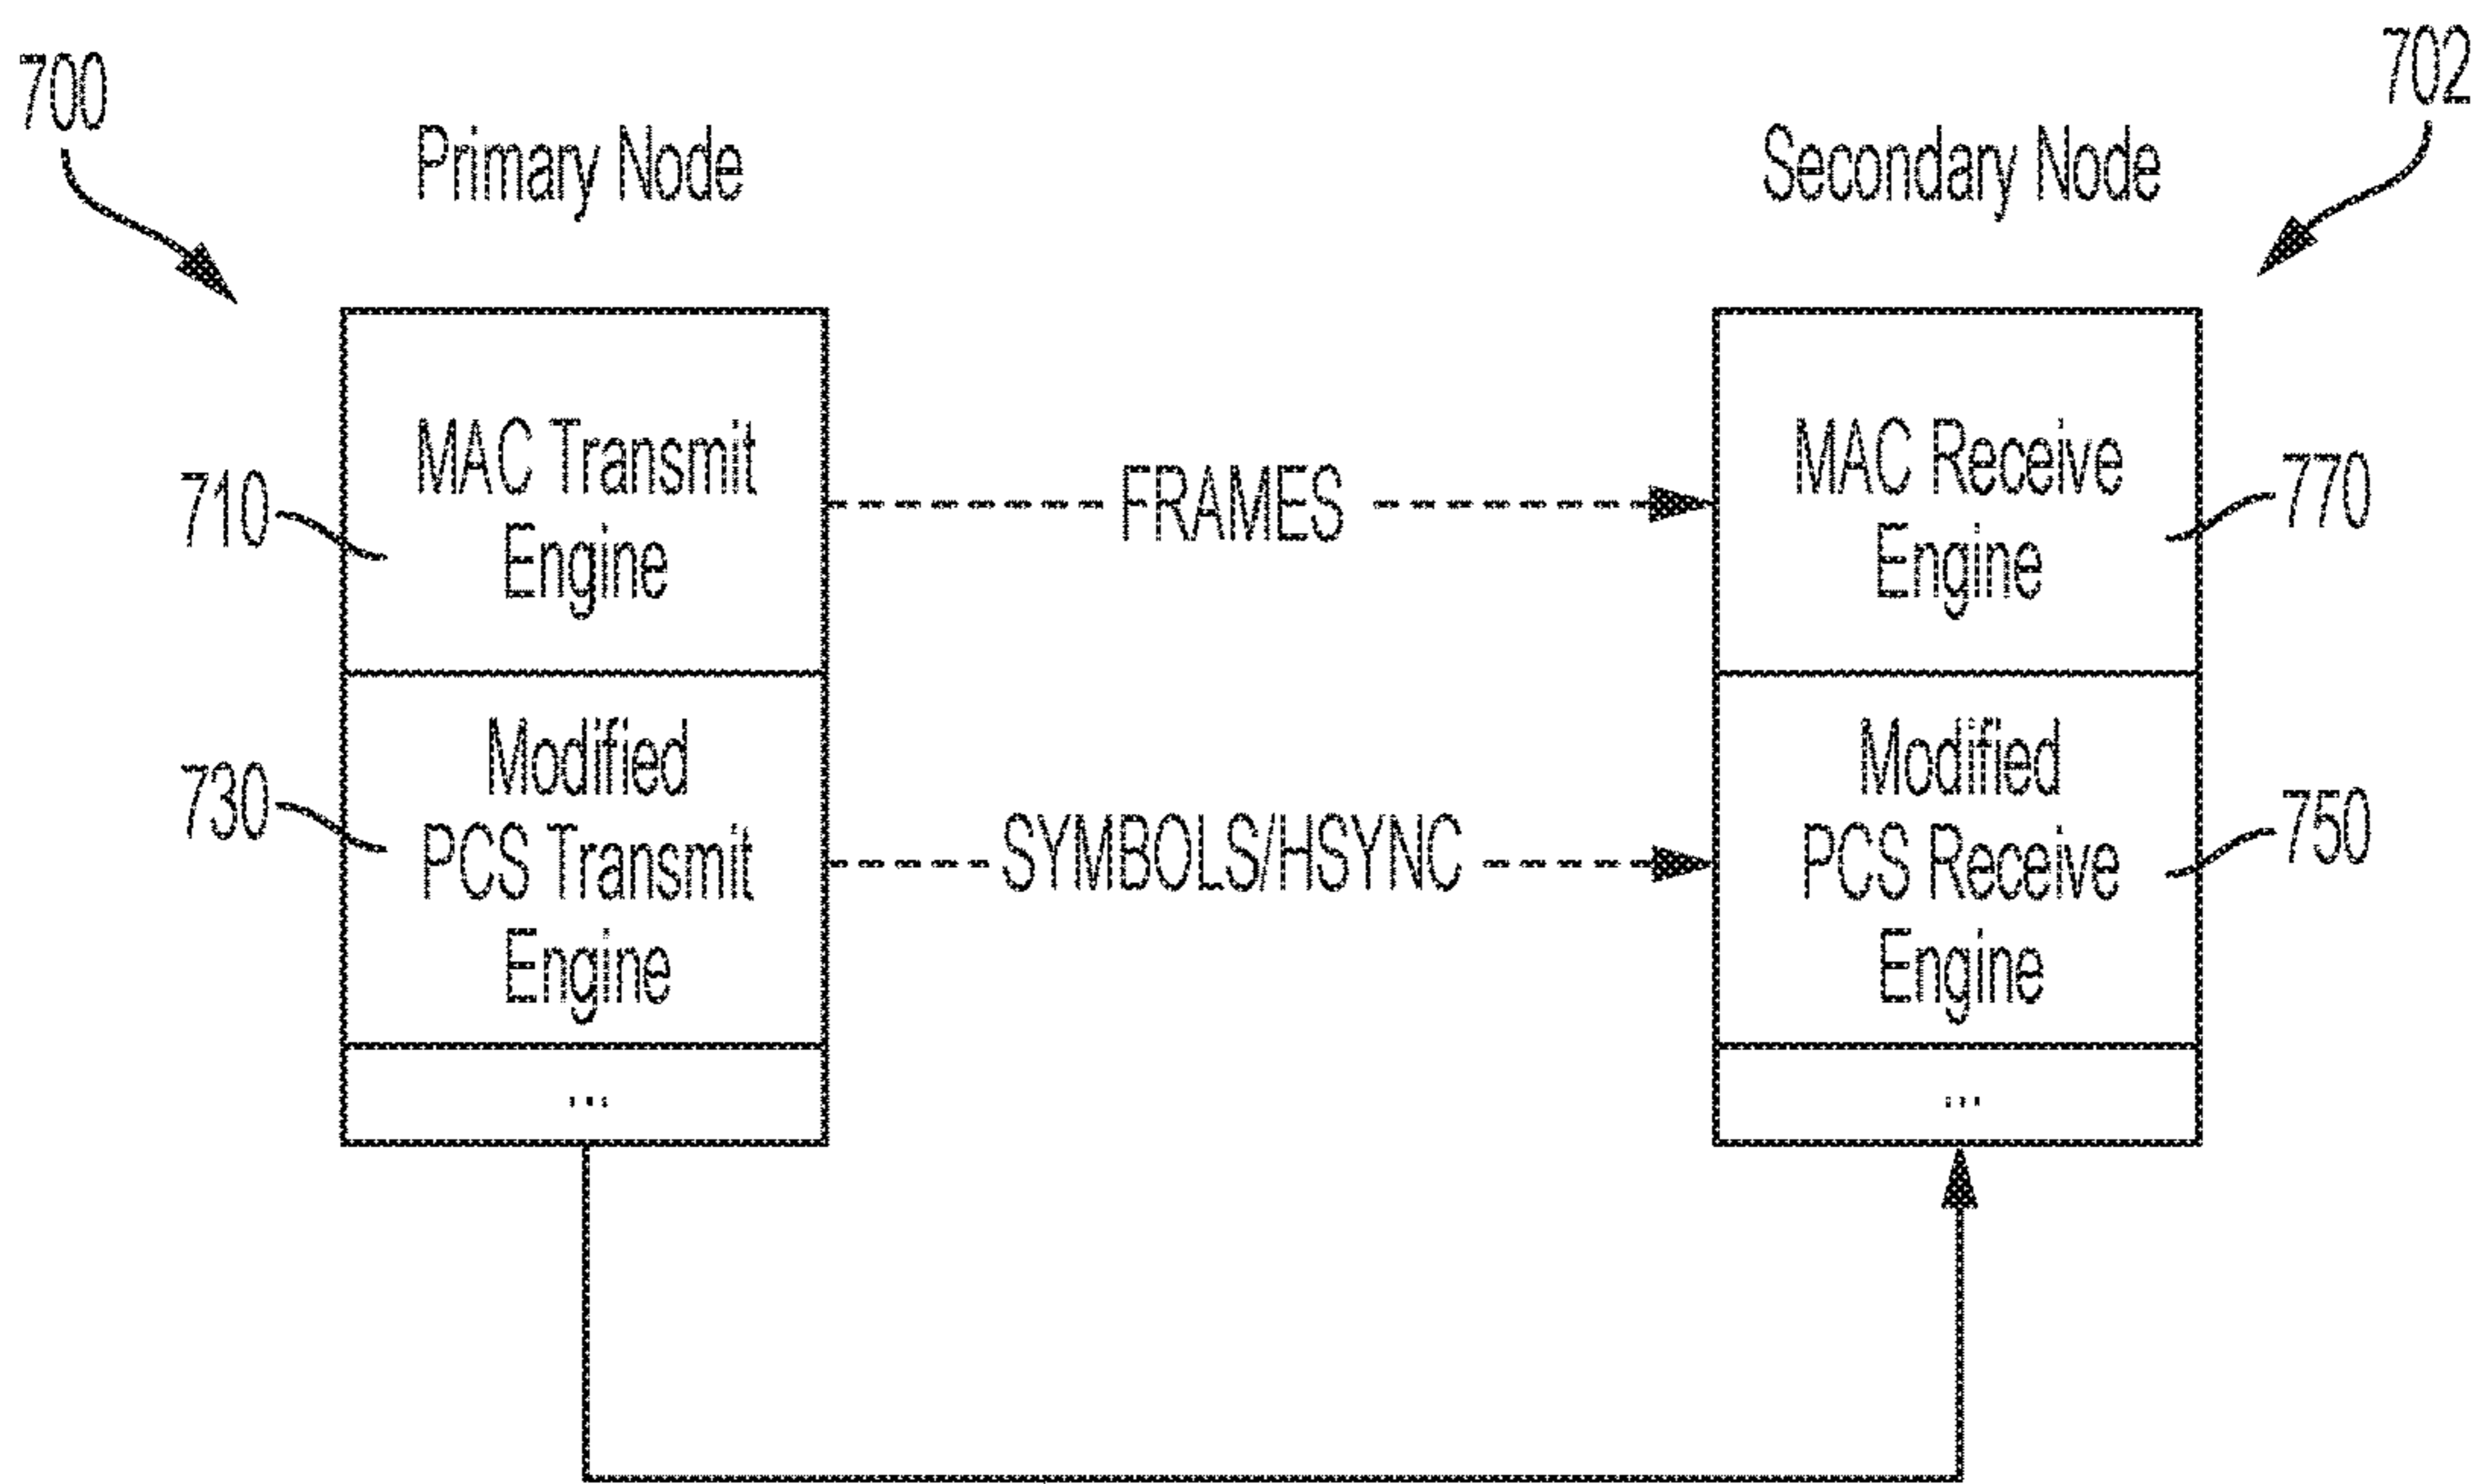 700
702
Primary Node
Secondary Node
MAC Transmit
Engine
710
FRAMES
MAC Receive
Engine
770
Modified
PCS Transmit
Engine
730
SYMBOLS/HSYNC
Modified
PCS Receive
Engine
750
...
...